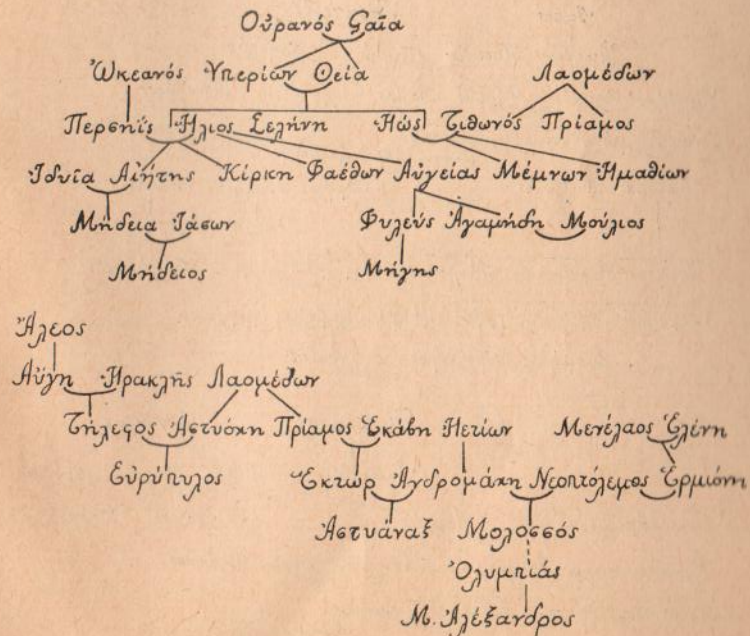 Οὐρανός Γαῖα
Ὠκεανός Ὑπερίων Θεία Λαομέδων
Περσηΐς Ἥλιος Σελήνη Ἠώς Τιθωνός Πρίαμος
Ἰδυῖα Αἰήτης Κίρκη Φαέθων Αὐγείας Μέμνων Ἠμαθίων
Μήδεια Ἰάσων Φυλεύς Ἀγαμήδη Μούλιος
Μήδειος Μήγης
Ἄλεος
Αὔγη Ἡρακλῆς Λαομέδων
Τήλεφος Ἀστυόχη Πρίαμος Ἑκάβη Ἠετίων Μενέλαος Ἑλένη
Εὐρύπυλος Ἕκτωρ Ἀνδρομάχη Νεοπτόλεμος Ἑρμιόνη
Ἀστυάναξ Μολοσσός
Ὀλυμπιάς
Μ. Ἀλέξανδρος